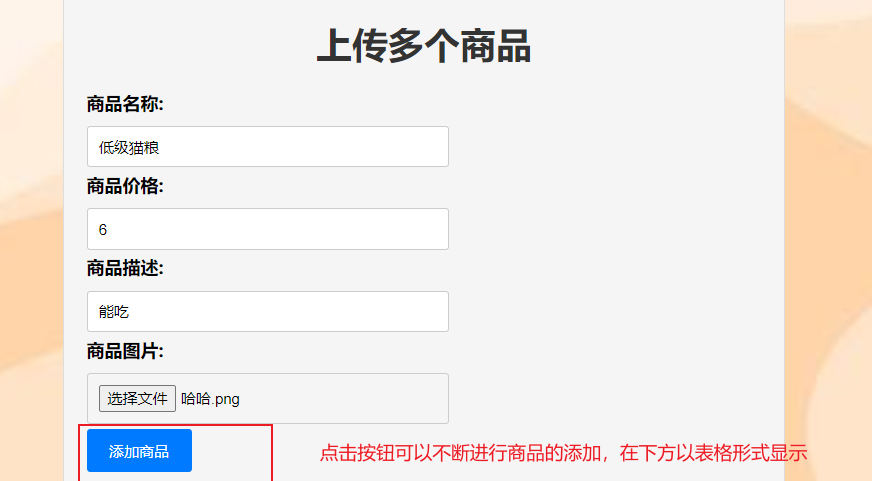 上传多个商品
商品名称:
低级猫粮
商品价格:
6
商品描述:
能吃
商品图片:
选择文件 哈哈.png
添加商品
点击按钮可以不断进行商品的添加，在下方以表格形式显示